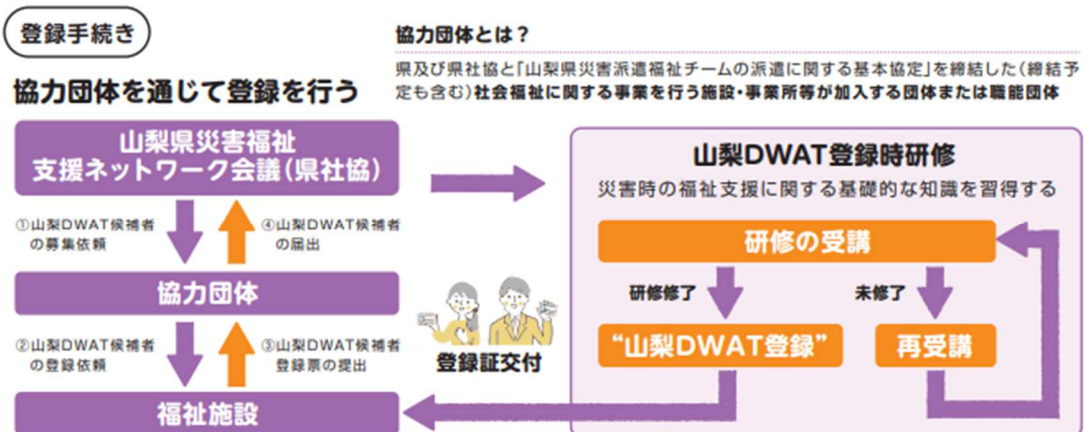 登録手続き
協力団体とは?
県及び県社協と「山梨県災害派遣福祉チームの派遣に関する基本協定」を締結した(締結予
定も含む)社会福祉に関する事業を行う施設・事業所等が加入する団体または職能団体
協力団体を通じて登録を行う
山梨県災害福祉
支援ネットワーク会議(県社協)
①山梨DWAT候補者
の募集依頼
④山梨DWAT候補者
の届出
協力団体
②山梨DWAT候補者
の登録依頼
③山梨DWAT候補者
登録票の提出
福祉施設
登録証交付
山梨DWAT登録時研修
災害時の福祉支援に関する基礎的な知識を習得する
研修の受講
研修修了
未修了
“山梨DWAT登録”
再受講